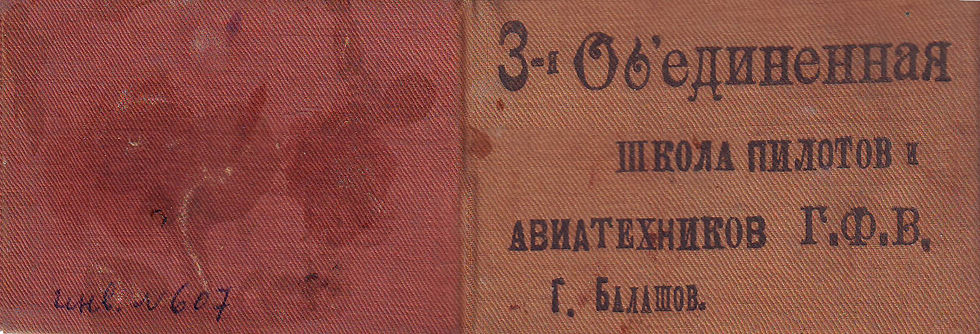 3-я Об'единенная
школа пилотов и
авиатехников Г.Ф.В.
г. Балашов.
инв. №607